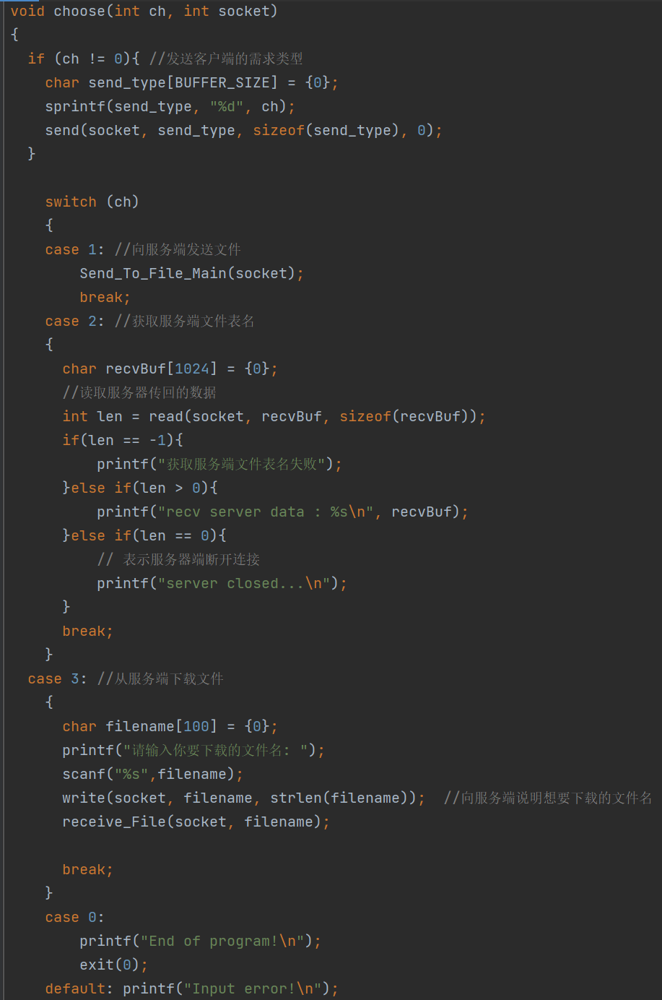 void choose(int ch, int socket)
{
if (ch != 0){ //发送客户端的需求类型
char send_type[BUFFER_SIZE] = {0};
sprintf(send_type, "%d", ch);
send(socket, send_type, sizeof(send_type), 0);
}
switch (ch)
{
case 1: //向服务端发送文件
Send_To_File_Main(socket);
break;
case 2: //获取服务端文件表名
{
char recvBuf[1024] = {0};
//读取服务器传回的数据
int len = read(socket, recvBuf, sizeof(recvBuf));
if(len == -1){
printf("获取服务端文件表名失败");
}else if(len > 0){
printf("recv server data : %s\n", recvBuf);
}else if(len == 0){
// 表示服务器端断开连接
printf("server closed...\n");
}
break;
}
case 3: //从服务端下载文件
{
char filename[100] = {0};
printf("请输入你要下载的文件名: ");
scanf("%s",filename);
write(socket, filename, strlen(filename)); //向服务端说明想要下载的文件名
receive_File(socket, filename);
break;
}
case 0:
printf("End of program!\n");
exit(0);
default: printf("Input error!\n");